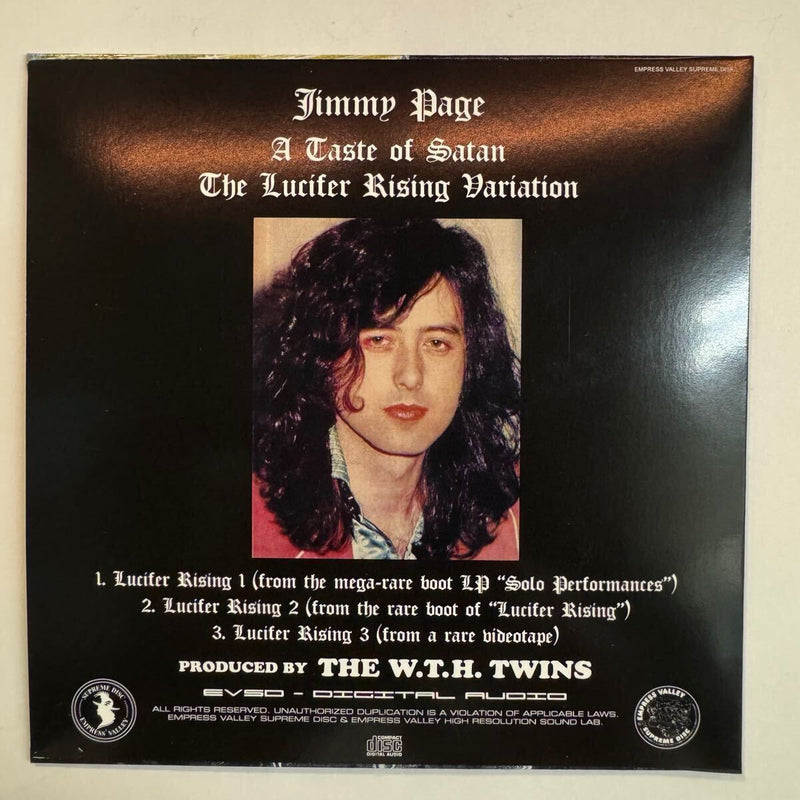 EMPRESS VALLEY SUPREME DISK
Jimmy Page
A Taste of Satan
The Lucifer Rising Variation
1. Lucifer Rising 1 (from the mega-rare boot LP “Solo Performances”)
2. Lucifer Rising 2 (from the rare boot of “Lucifer Rising”)
3. Lucifer Rising 3 (from a rare videotape)
PRODUCED BY THE W.T.H. TWINS
EVSD - DIGITAL AUDIO
ALL RIGHTS RESERVED. UNAUTHORIZED DUPLICATION IS A VIOLATION OF APPLICABLE LAWS.
EMPRESS VALLEY SUPREME DISC & EMPRESS VALLEY HIGH RESOLUTION SOUND LAB.
SUPREME DISC
EMPRESS VALLEY
EMPRESS VALLEY
SUPREME DISC
COMPACT
disc
DIGITAL AUDIO